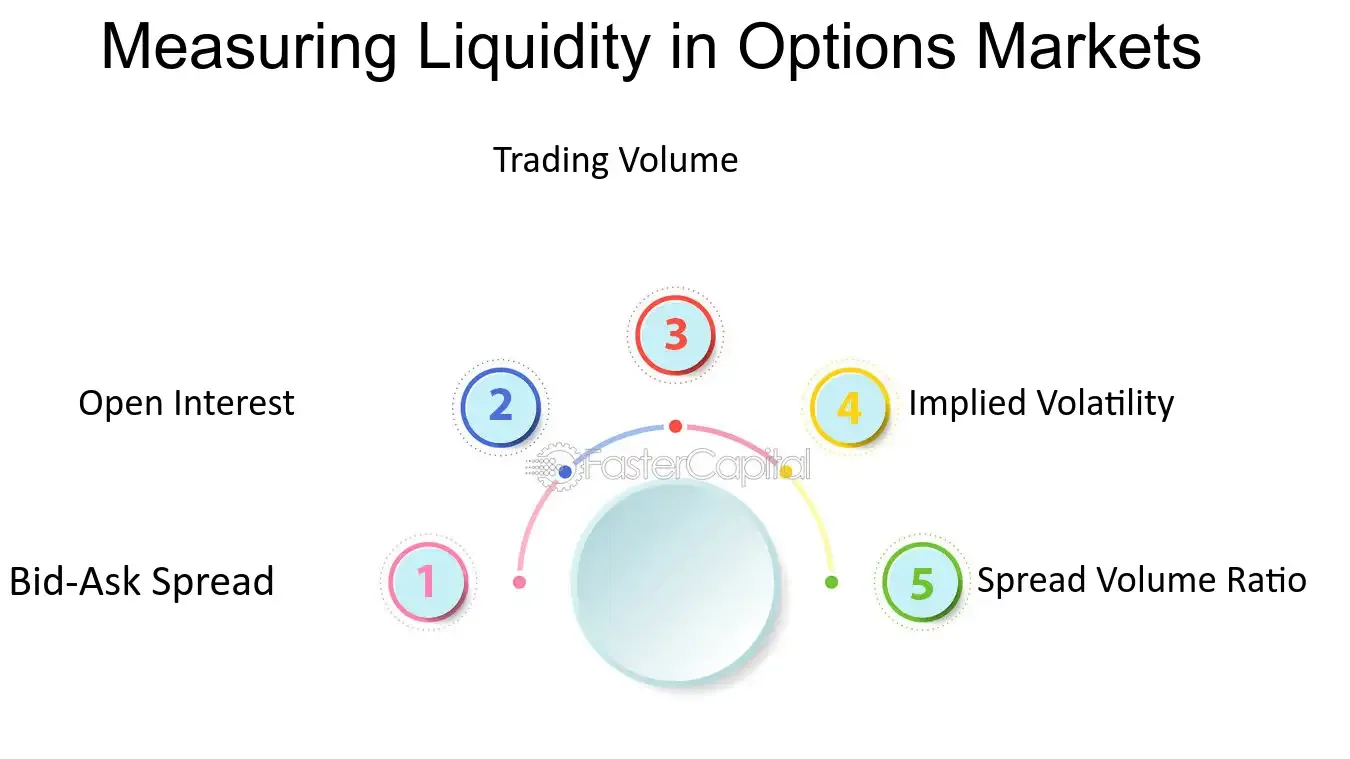 Measuring Liquidity in Options Markets
Trading Volume
3
Open Interest
2
4
Implied Volatility
FasterCapital
Bid-Ask Spread
1
5
Spread Volume Ratio